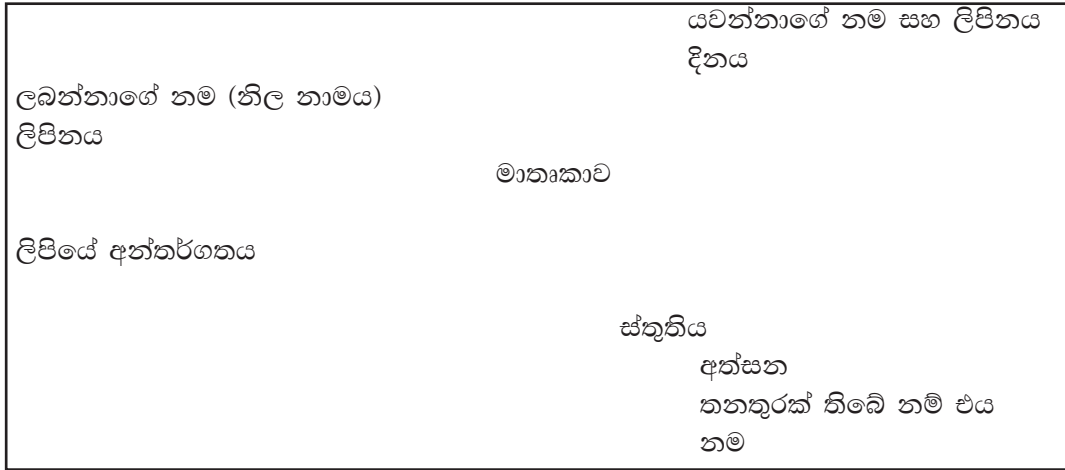 යවන්නාගේ නම සහ ලිපිනය
දිනය
ලබන්නාගේ නම (නිල නාමය)
ලිපිනය
මාතෘකාව
ලිපියේ අන්තර්ගතය
ස්තුතිය
අත්සන
තනතුරක් තිබේ නම් එය
නම